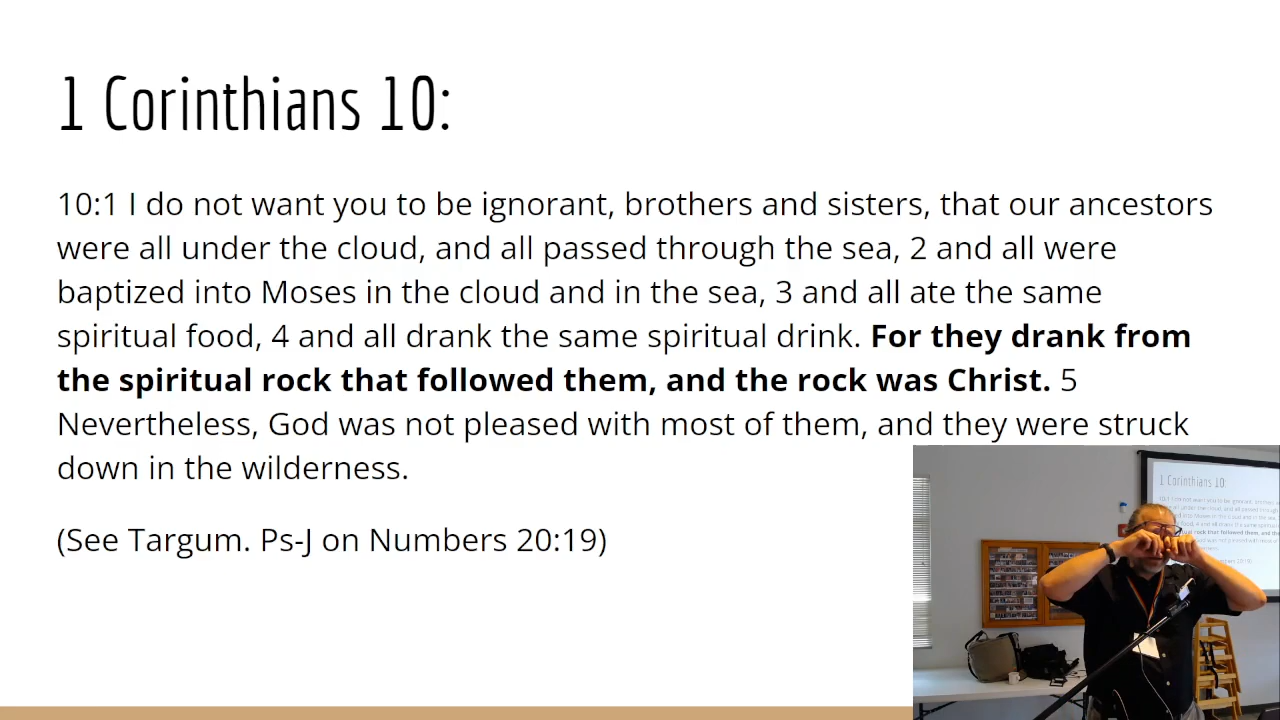 1 Corinthians 10:
10:1 I do not want you to be ignorant, brothers and sisters, that our ancestors
were all under the cloud, and all passed through the sea, 2 and all were
baptized into Moses in the cloud and in the sea, 3 and all ate the same
spiritual food, 4 and all drank the same spiritual drink. For they drank from
the spiritual rock that followed them, and the rock was Christ. 5
Nevertheless, God was not pleased with most of them, and they were struck
down in the wilderness.
(See Targum. Ps-J on Numbers 20:19)
1 Corinthians 10: